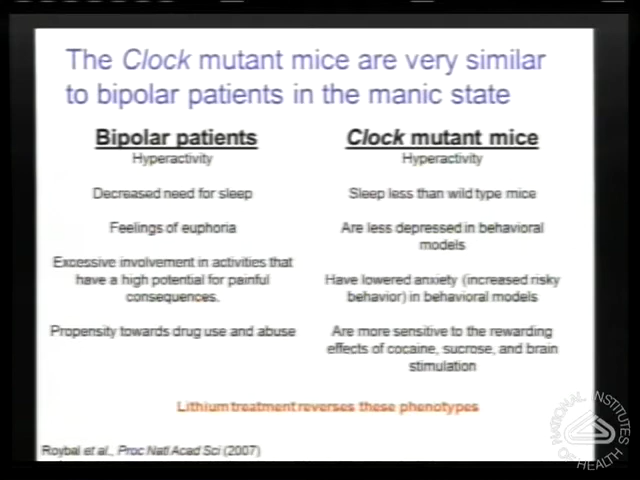 The Clock mutant mice are very similar
to bipolar patients in the manic state
Bipolar patients
Hyperactivity
Decreased need for sleep
Feelings of euphoria
Excessive involvement in activities that
have a high potential for painful
consequences.
Propensity towards drug use and abuse
Clock mutant mice
Hyperactivity
Sleep less than wild type mice
Are less depressed in behavioral
models
Have lowered anxiety (increased risky
behavior) in behavioral models
Are more sensitive to the rewarding
effects of cocaine, sucrose, and brain
stimulation
Lithium treatment reverses these phenotypes
Roybal et al., Proc Natl Acad Sci (2007)
NATIONAL INSTITUTES
OF HEALTH